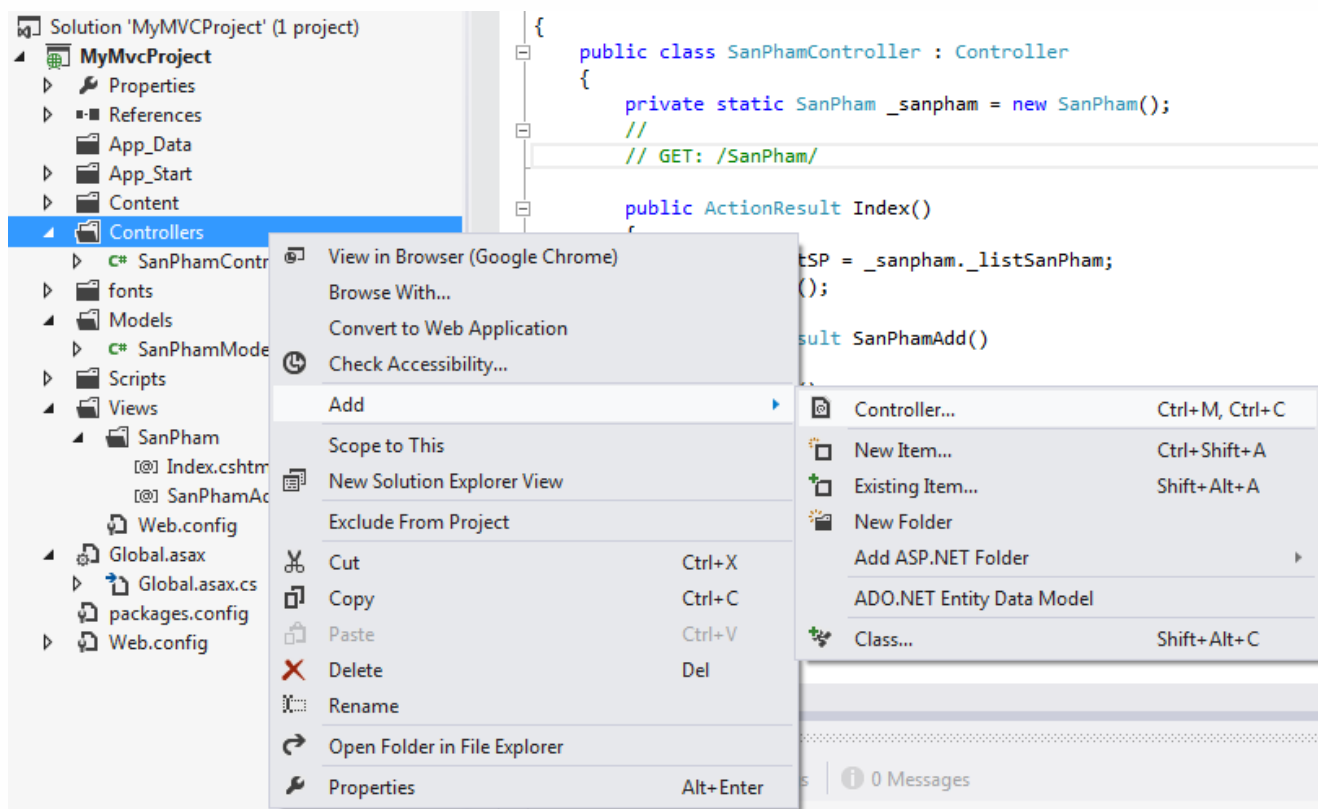 Solution 'MyMVCProject' (1 project)
MyMvcProject
Properties
References
App_Data
App_Start
Content
Controllers
C# SanPhamContr
fonts
Models
C# SanPhamMode
Scripts
Views
SanPham
[@] Index.cshtm
[@] SanPhamAd
Web.config
Global.asax
Global.asax.cs
packages.config
Web.config
{
public class SanPhamController : Controller
{
private static SanPham _sanpham = new SanPham();
//
// GET: /SanPham/
public ActionResult Index()
{
tSP = _sanpham._listSanPham;
();
sult SanPhamAdd()
View in Browser (Google Chrome)
Browse With...
Convert to Web Application
Check Accessibility...
Add
Scope to This
New Solution Explorer View
Exclude From Project
Cut Ctrl+X
Copy Ctrl+C
Paste Ctrl+V
Delete Del
Rename
Open Folder in File Explorer
Properties Alt+Enter
Controller... Ctrl+M, Ctrl+C
New Item... Ctrl+Shift+A
Existing Item... Shift+Alt+A
New Folder
Add ASP.NET Folder
ADO.NET Entity Data Model
Class... Shift+Alt+C
s
0 Messages